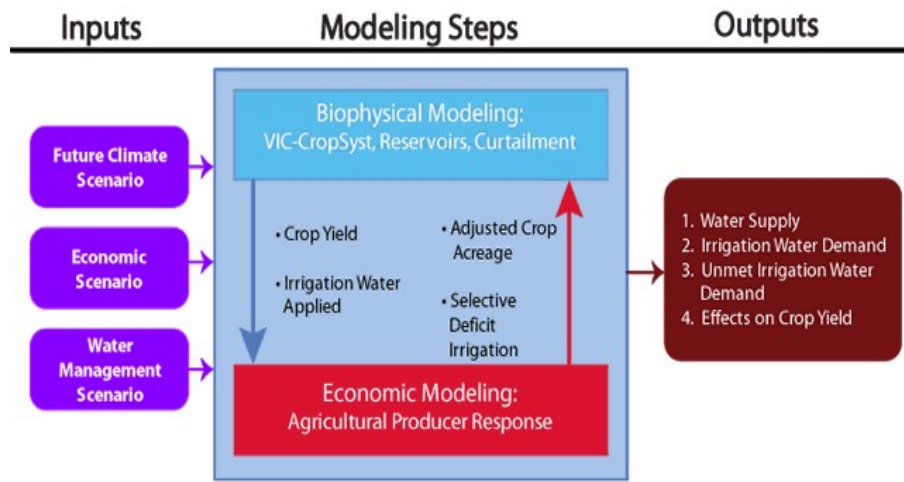 Inputs
Modeling Steps
Outputs
Future Climate
Scenario
Economic
Scenario
Water
Management
Scenario
Biophysical Modeling:
VIC-CropSyst, Reservoirs, Curtailment
• Crop Yield
• Irrigation Water
Applied
• Adjusted Crop
Acreage
• Selective
Deficit
Irrigation
Economic Modeling:
Agricultural Producer Response
1. Water Supply
2. Irrigation Water Demand
3. Unmet Irrigation Water
Demand
4. Effects on Crop Yield